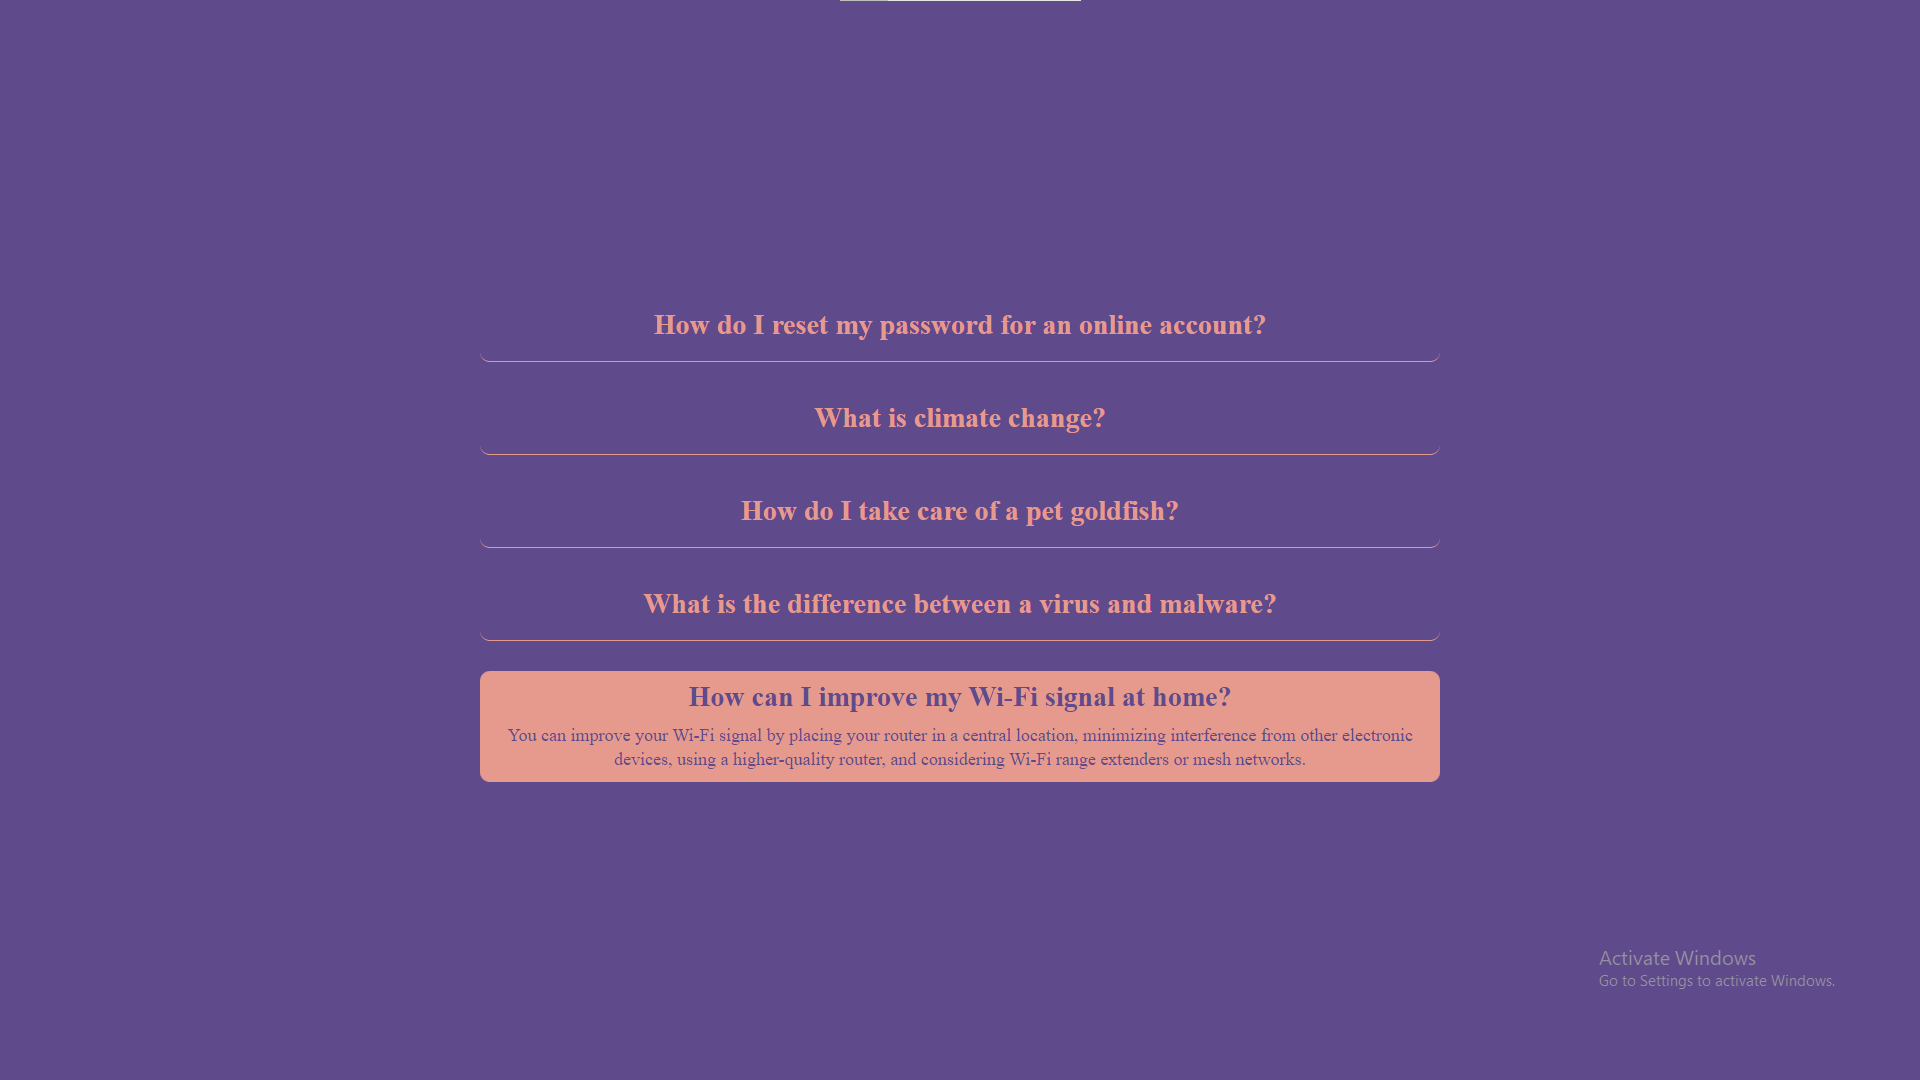 How do I reset my password for an online account?
What is climate change?
How do I take care of a pet goldfish?
What is the difference between a virus and malware?
How can I improve my Wi-Fi signal at home?
You can improve your Wi-Fi signal by placing your router in a central location, minimizing interference from other electronic
devices, using a higher-quality router, and considering Wi-Fi range extenders or mesh networks.
Activate Windows
Go to Settings to activate Windows.